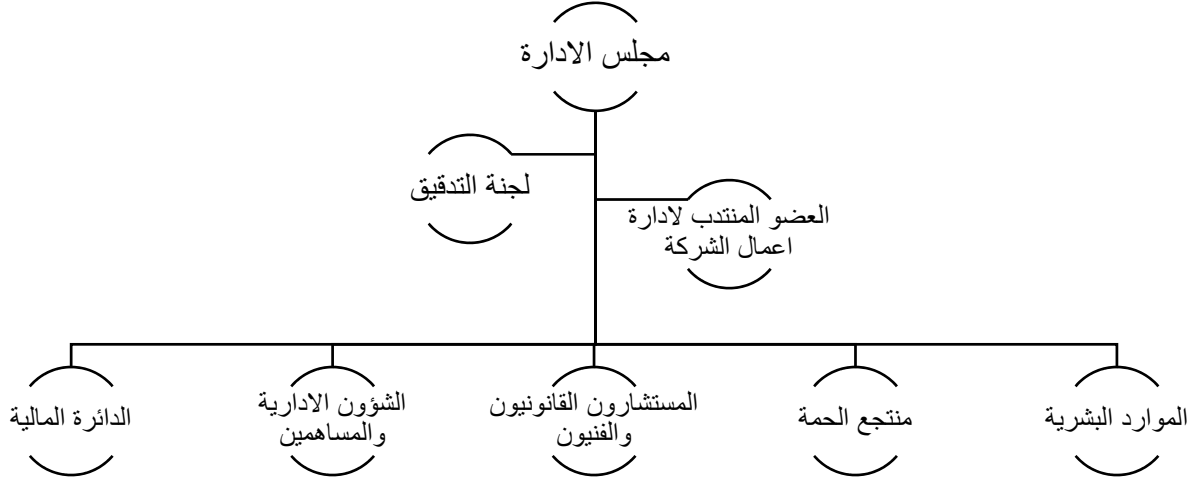 مجلس الادارة
لجنة التدقيق
العضو المنتدب لادارة
اعمال الشركة
الموارد البشرية
منتجع الحمة
المستشارون القانونيون
والفنيون
الشؤون الادارية
والمساهمين
الدائرة المالية